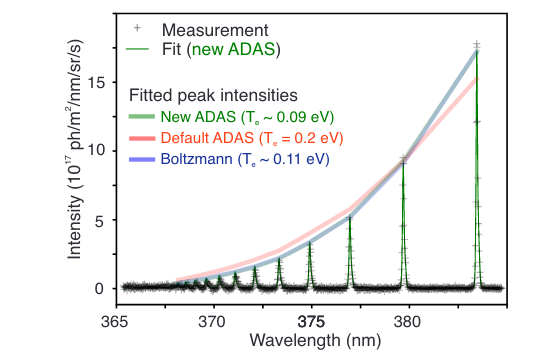 Measurement
Fit (new ADAS)
Fitted peak intensities
New ADAS (Tₑ ~ 0.09 eV)
Default ADAS (Tₑ = 0.2 eV)
Boltzmann (Tₑ ~ 0.11 eV)
Intensity (10¹⁷ ph/m²/nm/sr/s)
15
10
5
0
365 370 375 380
Wavelength (nm)